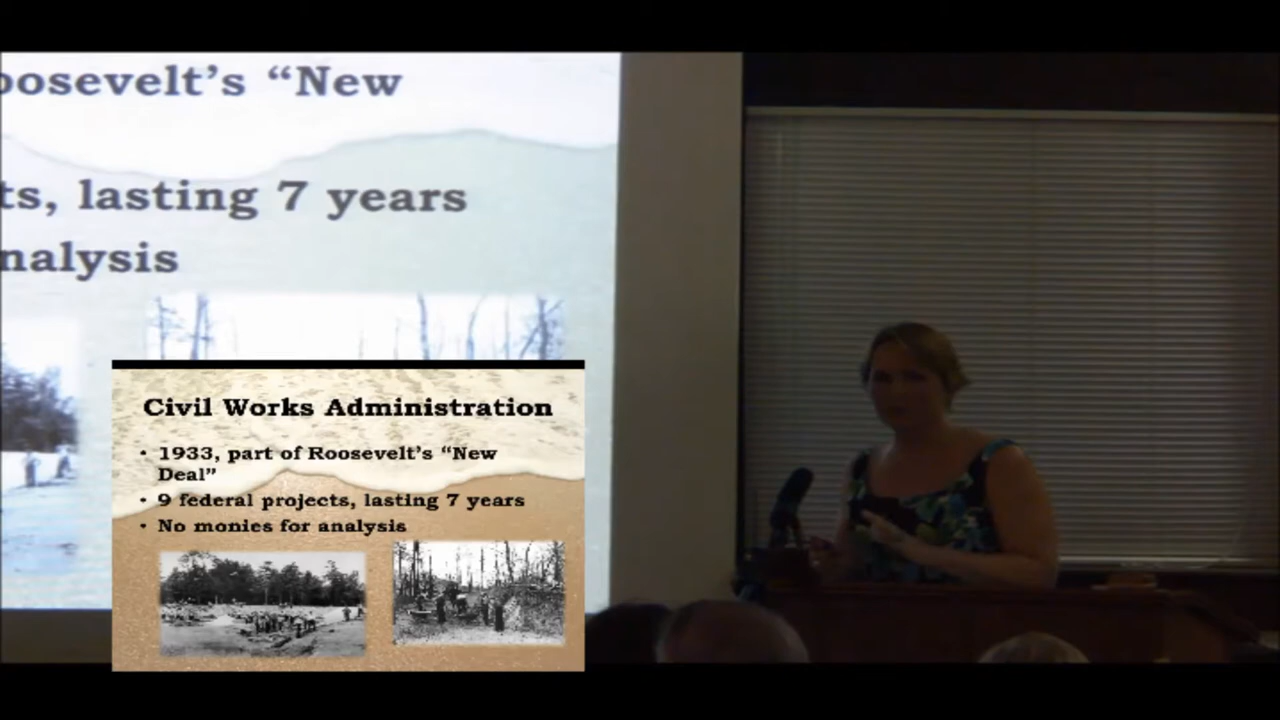 oosevelt's "New
ts, lasting 7 years
nalysis
Civil Works Administration
• 1933, part of Roosevelt's "New
Deal"
• 9 federal projects, lasting 7 years
• No monies for analysis